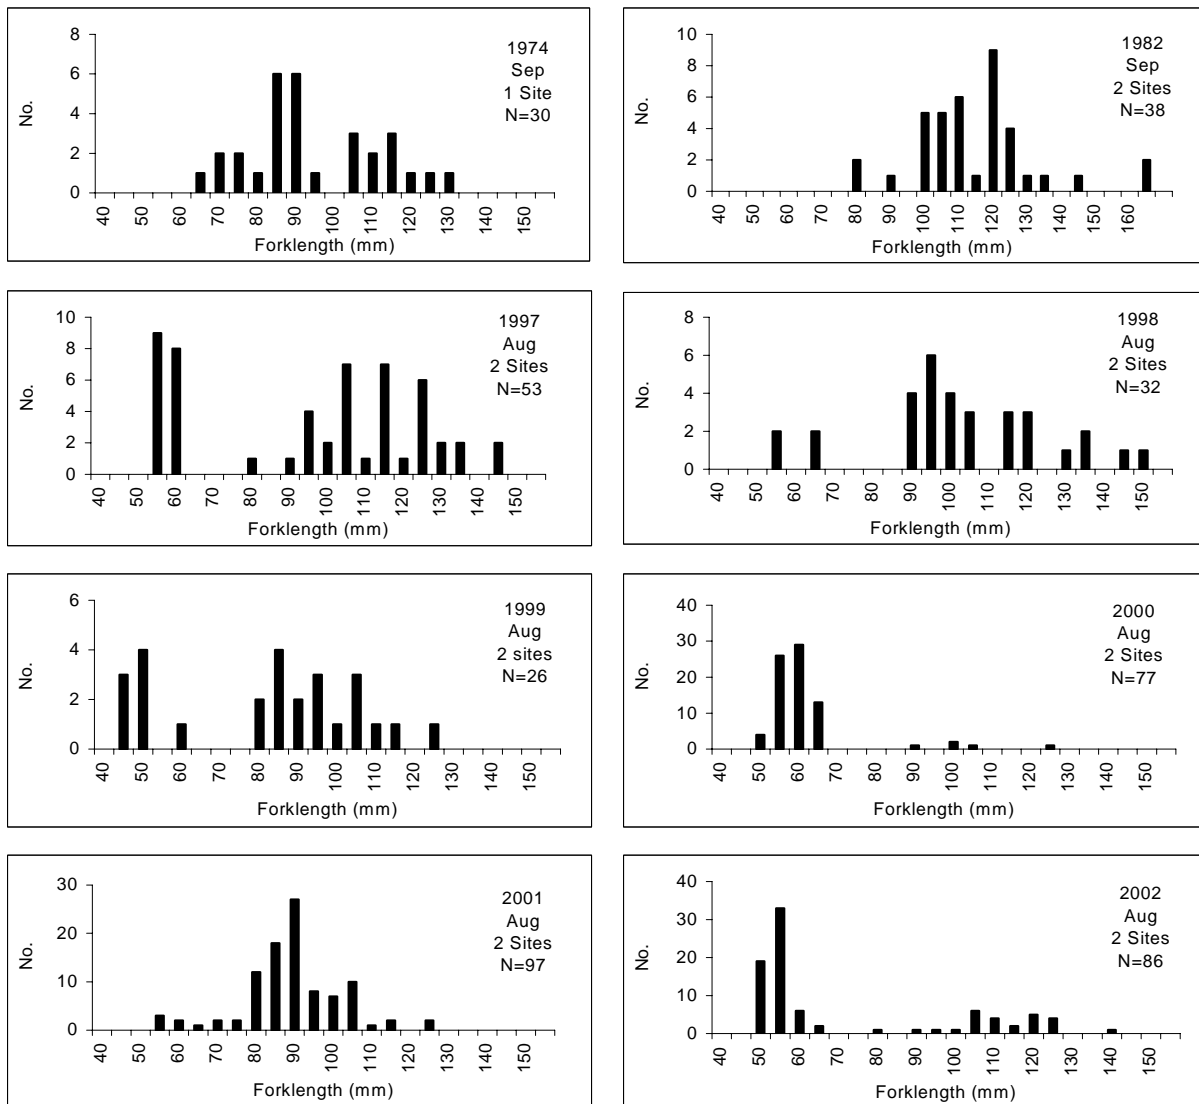 8
6
4
2
0
No.
40 50 60 70 80 90 100 110 120 130 140 150
Forklength (mm)
1974
Sep
1 Site
N=30
10
8
6
4
2
0
No.
40 50 60 70 80 90 100 110 120 130 140 150 160
Forklength (mm)
1982
Sep
2 Sites
N=38
10
8
6
4
2
0
No.
40 50 60 70 80 90 100 110 120 130 140 150
Forklength (mm)
1997
Aug
2 Sites
N=53
8
6
4
2
0
No.
40 50 60 70 80 90 100 110 120 130 140 150
Forklength (mm)
1998
Aug
2 Sites
N=32
6
4
2
0
No.
40 50 60 70 80 90 100 110 120 130 140 150
Forklength (mm)
1999
Aug
2 sites
N=26
40
30
20
10
0
No.
40 50 60 70 80 90 100 110 120 130 140 150
Forklength (mm)
2000
Aug
2 Sites
N=77
30
20
10
0
No.
40 50 60 70 80 90 100 110 120 130 140 150
Forklength (mm)
2001
Aug
2 Sites
N=97
40
30
20
10
0
No.
40 50 60 70 80 90 100 110 120 130 140 150
Forklength (mm)
2002
Aug
2 Sites
N=86